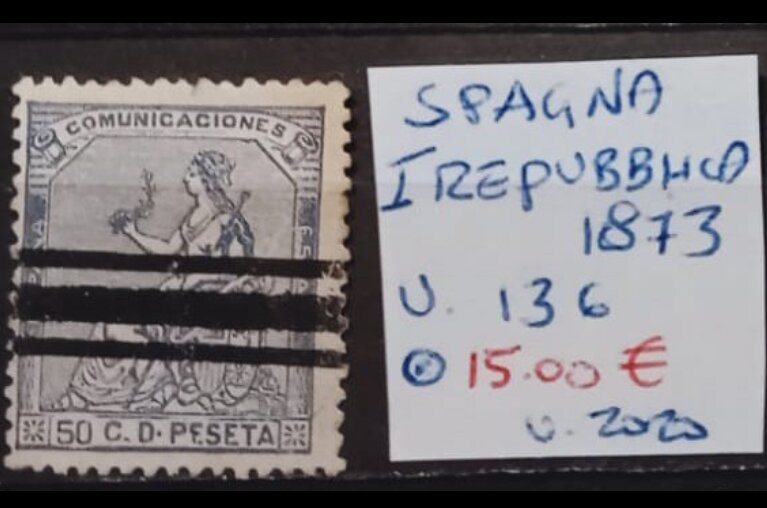 COMUNICACIONES
50 C. D. PESETA
SPAGNA
I REPUBBLICA
1873
U. 136
15.00 €
U. 2020